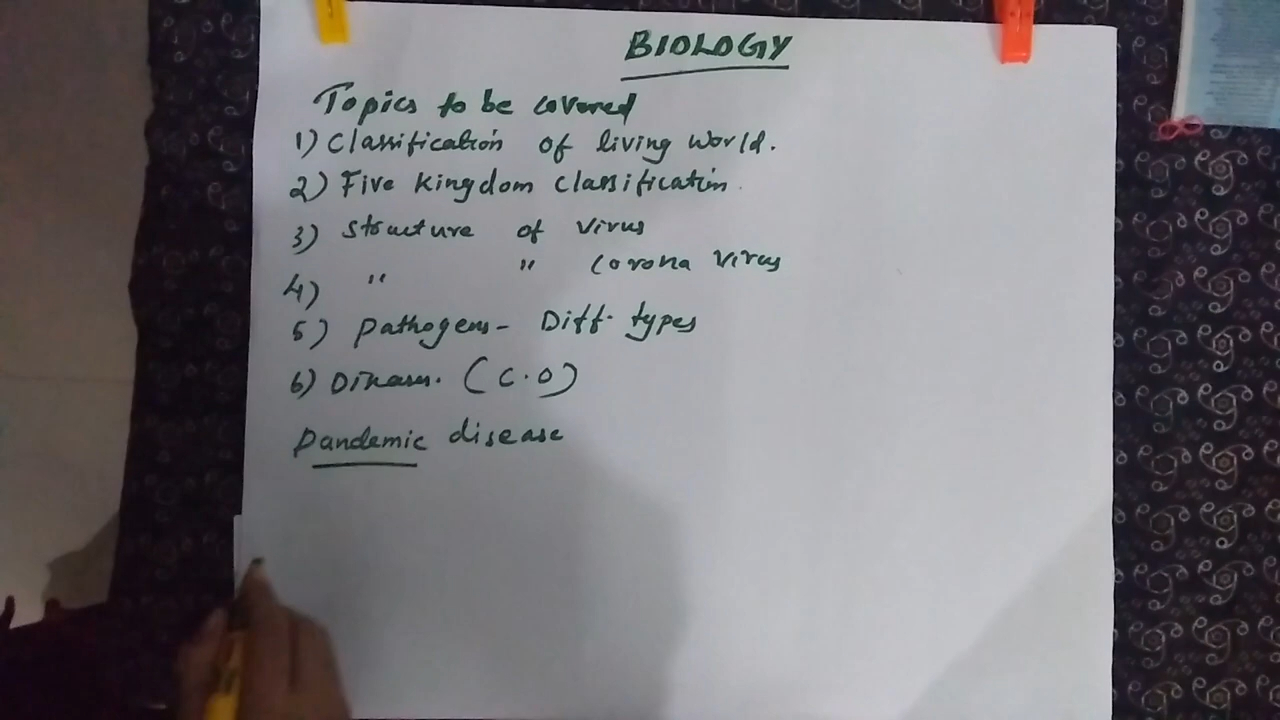 BIOLOGY
Topics to be covered
1) Classification of living world.
2) Five kingdom classification.
3) Structure of Virus
4) " " Corona Virus
5) Pathogens - Diff. types
6) Diseases. (C.D)
Pandemic disease